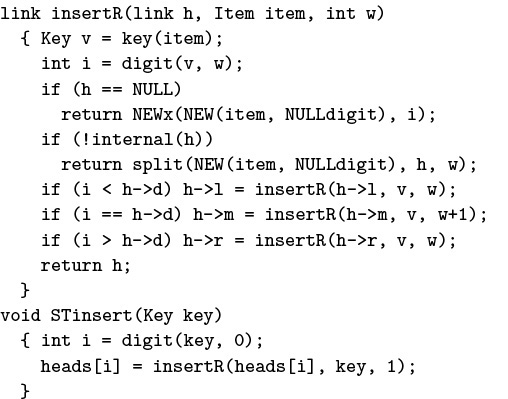 link insertR(link h, Item item, int w)
  { Key v = key(item);
    int i = digit(v, w);
    if (h == NULL)
      return NEWx(NEW(item, NULLdigit), i);
    if (!internal(h))
      return split(NEW(item, NULLdigit), h, w);
    if (i < h->d) h->l = insertR(h->l, v, w);
    if (i == h->d) h->m = insertR(h->m, v, w+1);
    if (i > h->d) h->r = insertR(h->r, v, w);
    return h;
  }
void STinsert(Key key)
  { int i = digit(key, 0);
    heads[i] = insertR(heads[i], key, 1);
  }